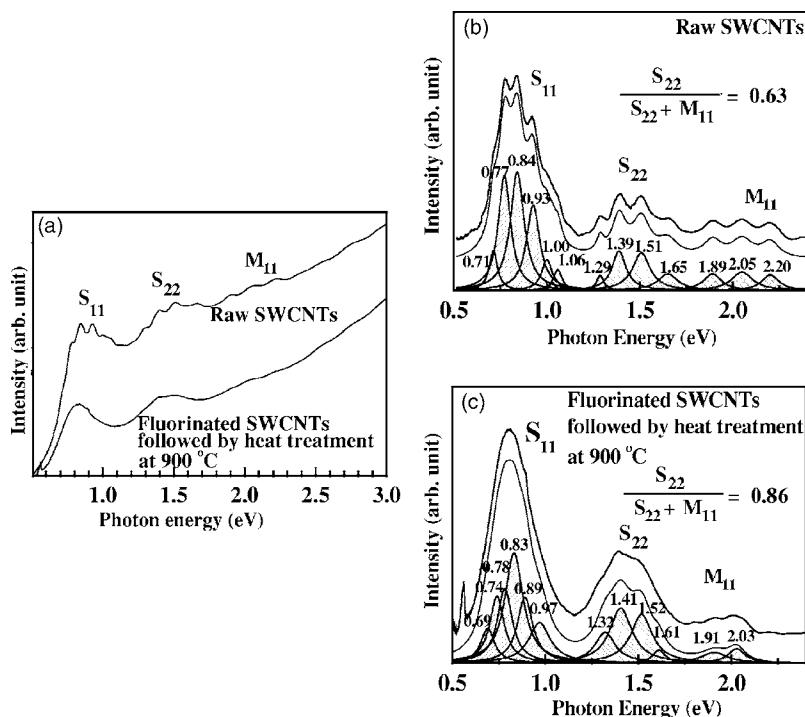 (a)
Intensity (arb. unit)
S11
S22
M11
Raw SWCNTs
Fluorinated SWCNTs
followed by heat treatment
at 900 °C
1.0 1.5 2.0 2.5 3.0
Photon energy (eV)
(b)
Raw SWCNTs
Intensity (arb. unit)
S11
S22
S22 + M11
= 0.63
S22
M11
0.71
0.77
0.84
0.93
1.00
1.06
1.29
1.39
1.51
1.65
1.89
2.05
2.20
0.5 1.0 1.5 2.0
Photon Energy (eV)
(c)
Fluorinated SWCNTs
followed by heat treatment
at 900 °C
Intensity (arb. unit)
S11
S22
S22 + M11
= 0.86
S22
M11
0.69
0.74
0.78
0.83
0.89
0.97
1.32
1.41
1.52
1.61
1.91
2.03
0.5 1.0 1.5 2.0
Photon Energy (eV)